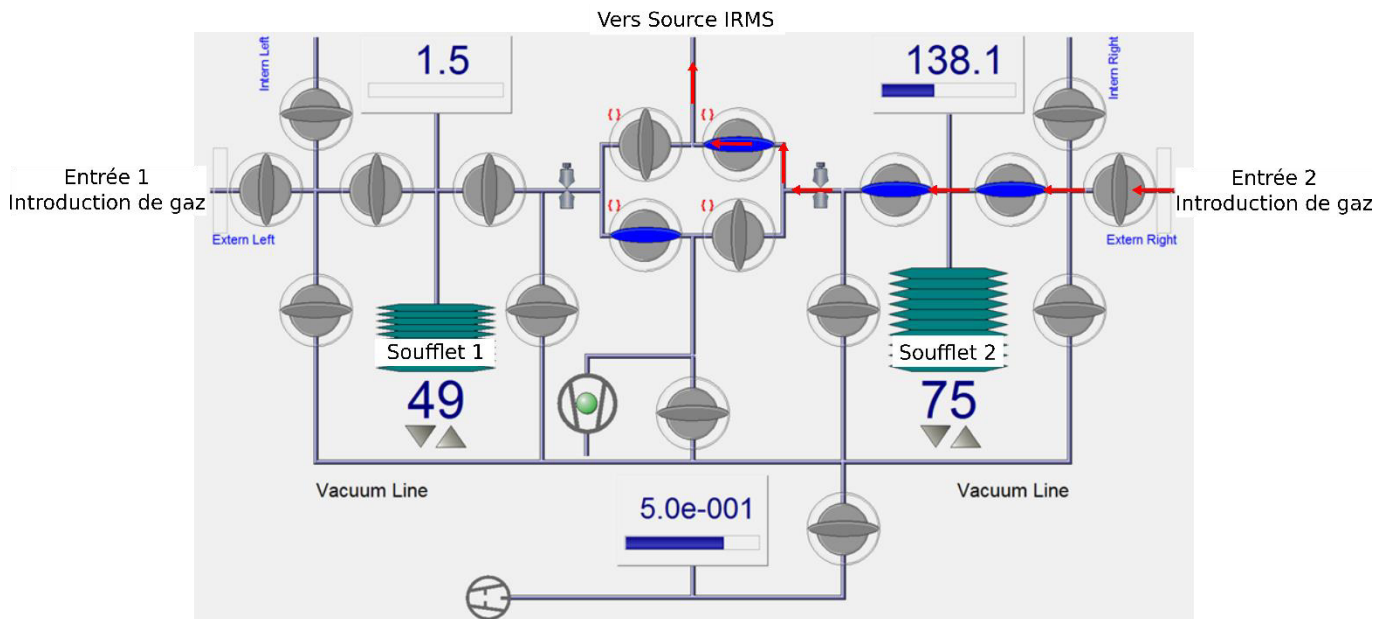 Vers Source IRMS
Intern Left
1.5
138.1
Intern Right
{ }
{ }
Entrée 1
Introduction de gaz
Entrée 2
Introduction de gaz
Extern Left
{ }
{ }
Extern Right
Soufflet 1
Soufflet 2
49
75
Vacuum Line
Vacuum Line
5.0e-001